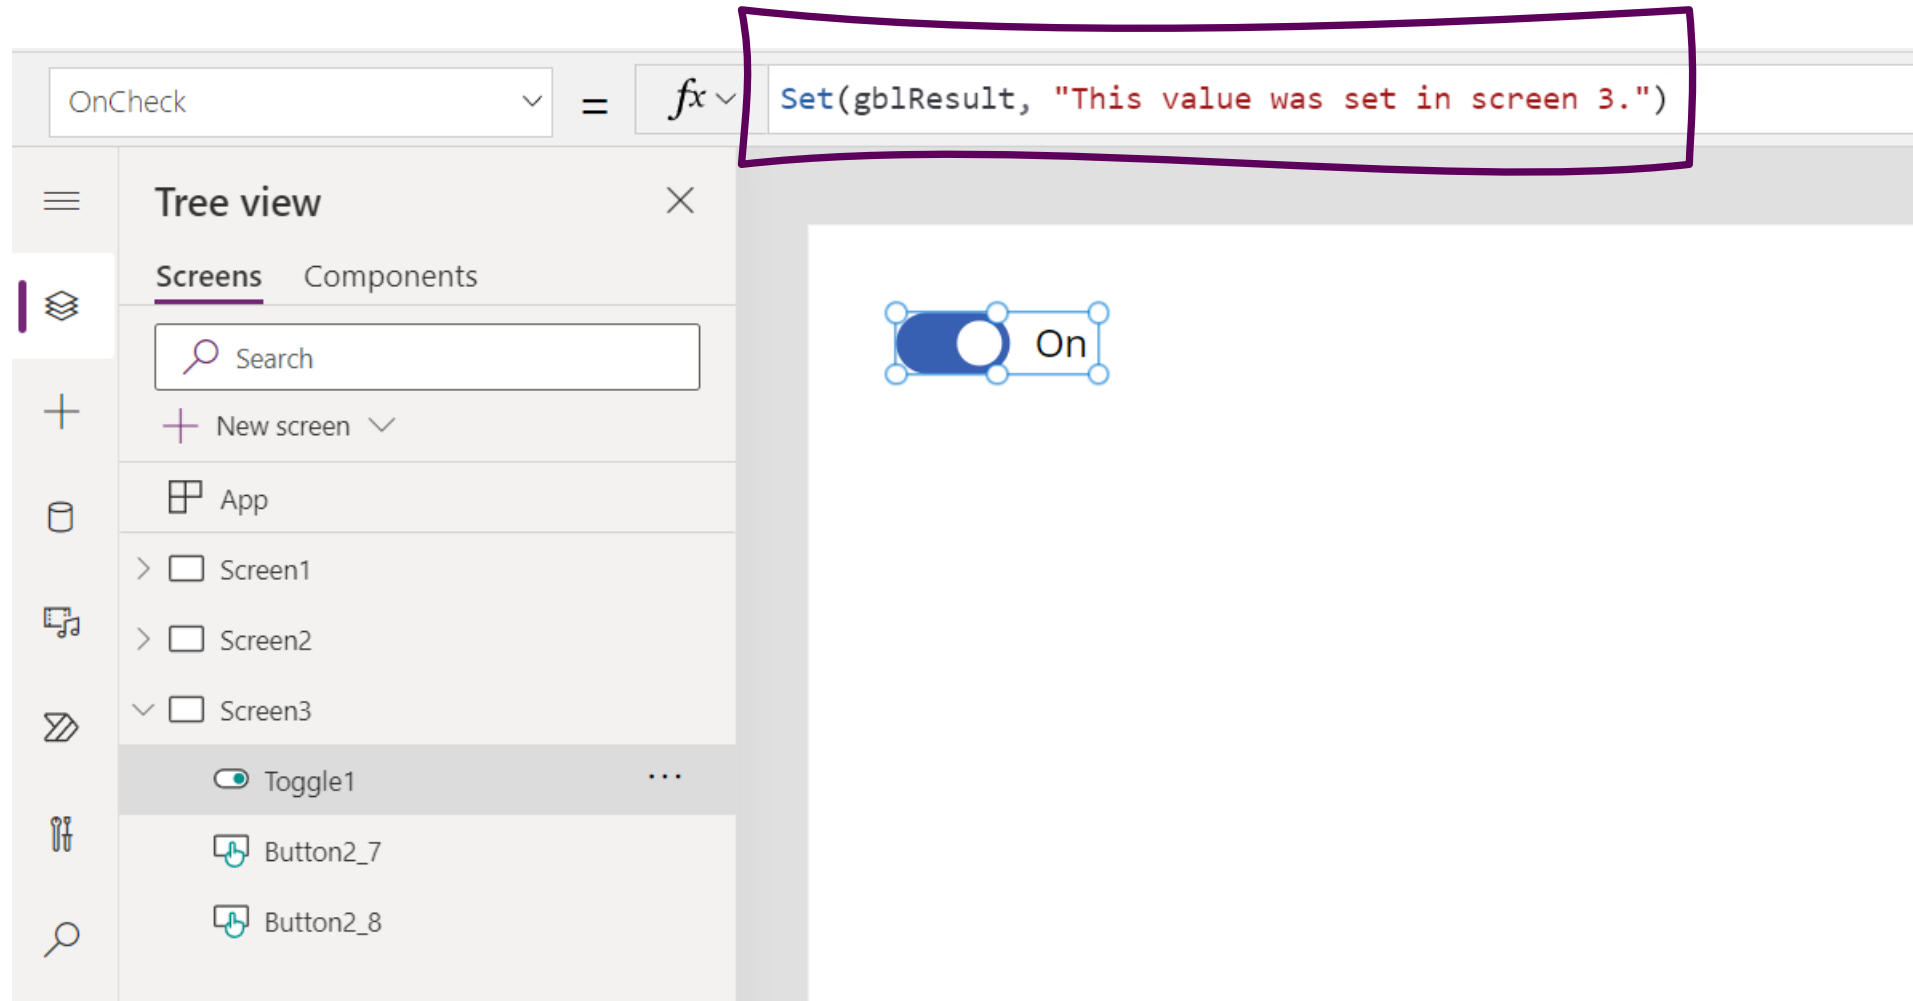 OnCheck = fx Set(gblResult, "This value was set in screen 3.")
Tree view
Screens Components
Search
New screen
App
Screen1
Screen2
Screen3
Toggle1 ...
Button2_7
Button2_8
On